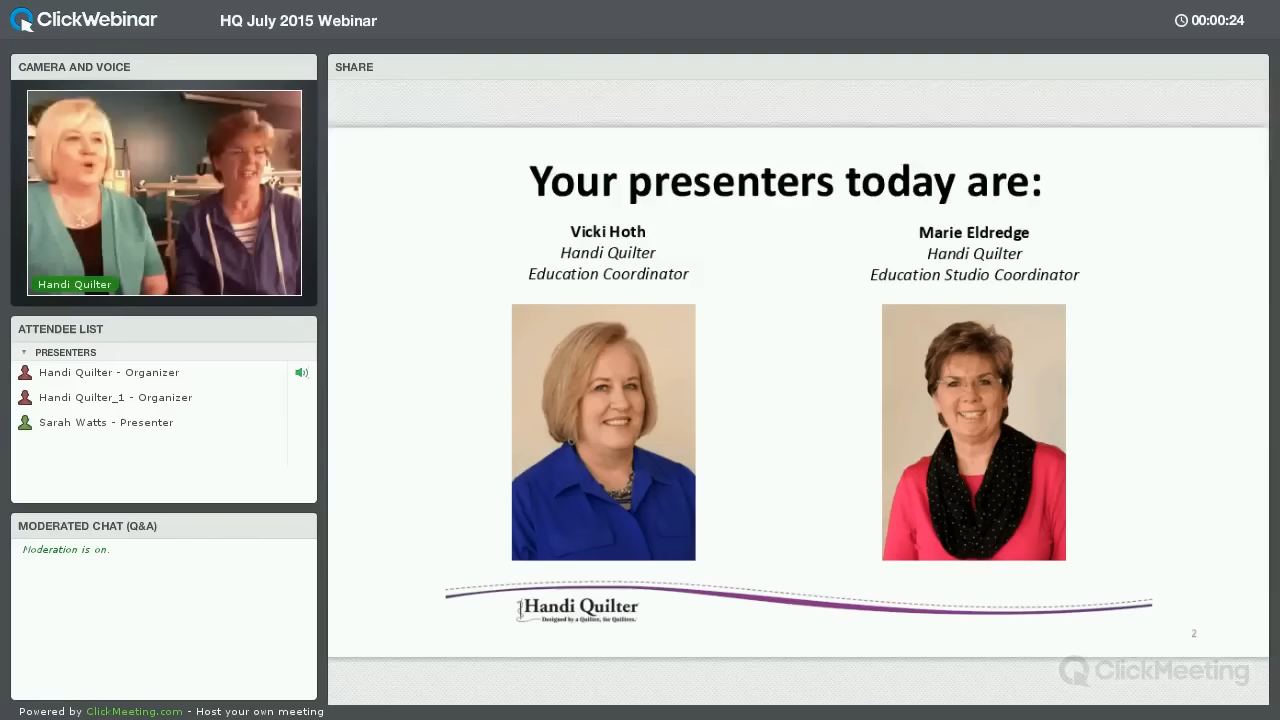 ClickWebinar
HQ July 2015 Webinar
00:00:24
CAMERA AND VOICE
Handi Quilter
ATTENDEE LIST
PRESENTERS
Handi Quilter - Organizer
Handi Quilter_1 - Organizer
Sarah Watts - Presenter
MODERATED CHAT (Q&A)
Moderation is on.
Powered by ClickMeeting.com - Host your own meeting
SHARE
Your presenters today are:
Vicki Hoth
Handi Quilter
Education Coordinator
Marie Eldredge
Handi Quilter
Education Studio Coordinator
Handi Quilter
Designed by a Quilter, for Quilters.
2
ClickMeeting